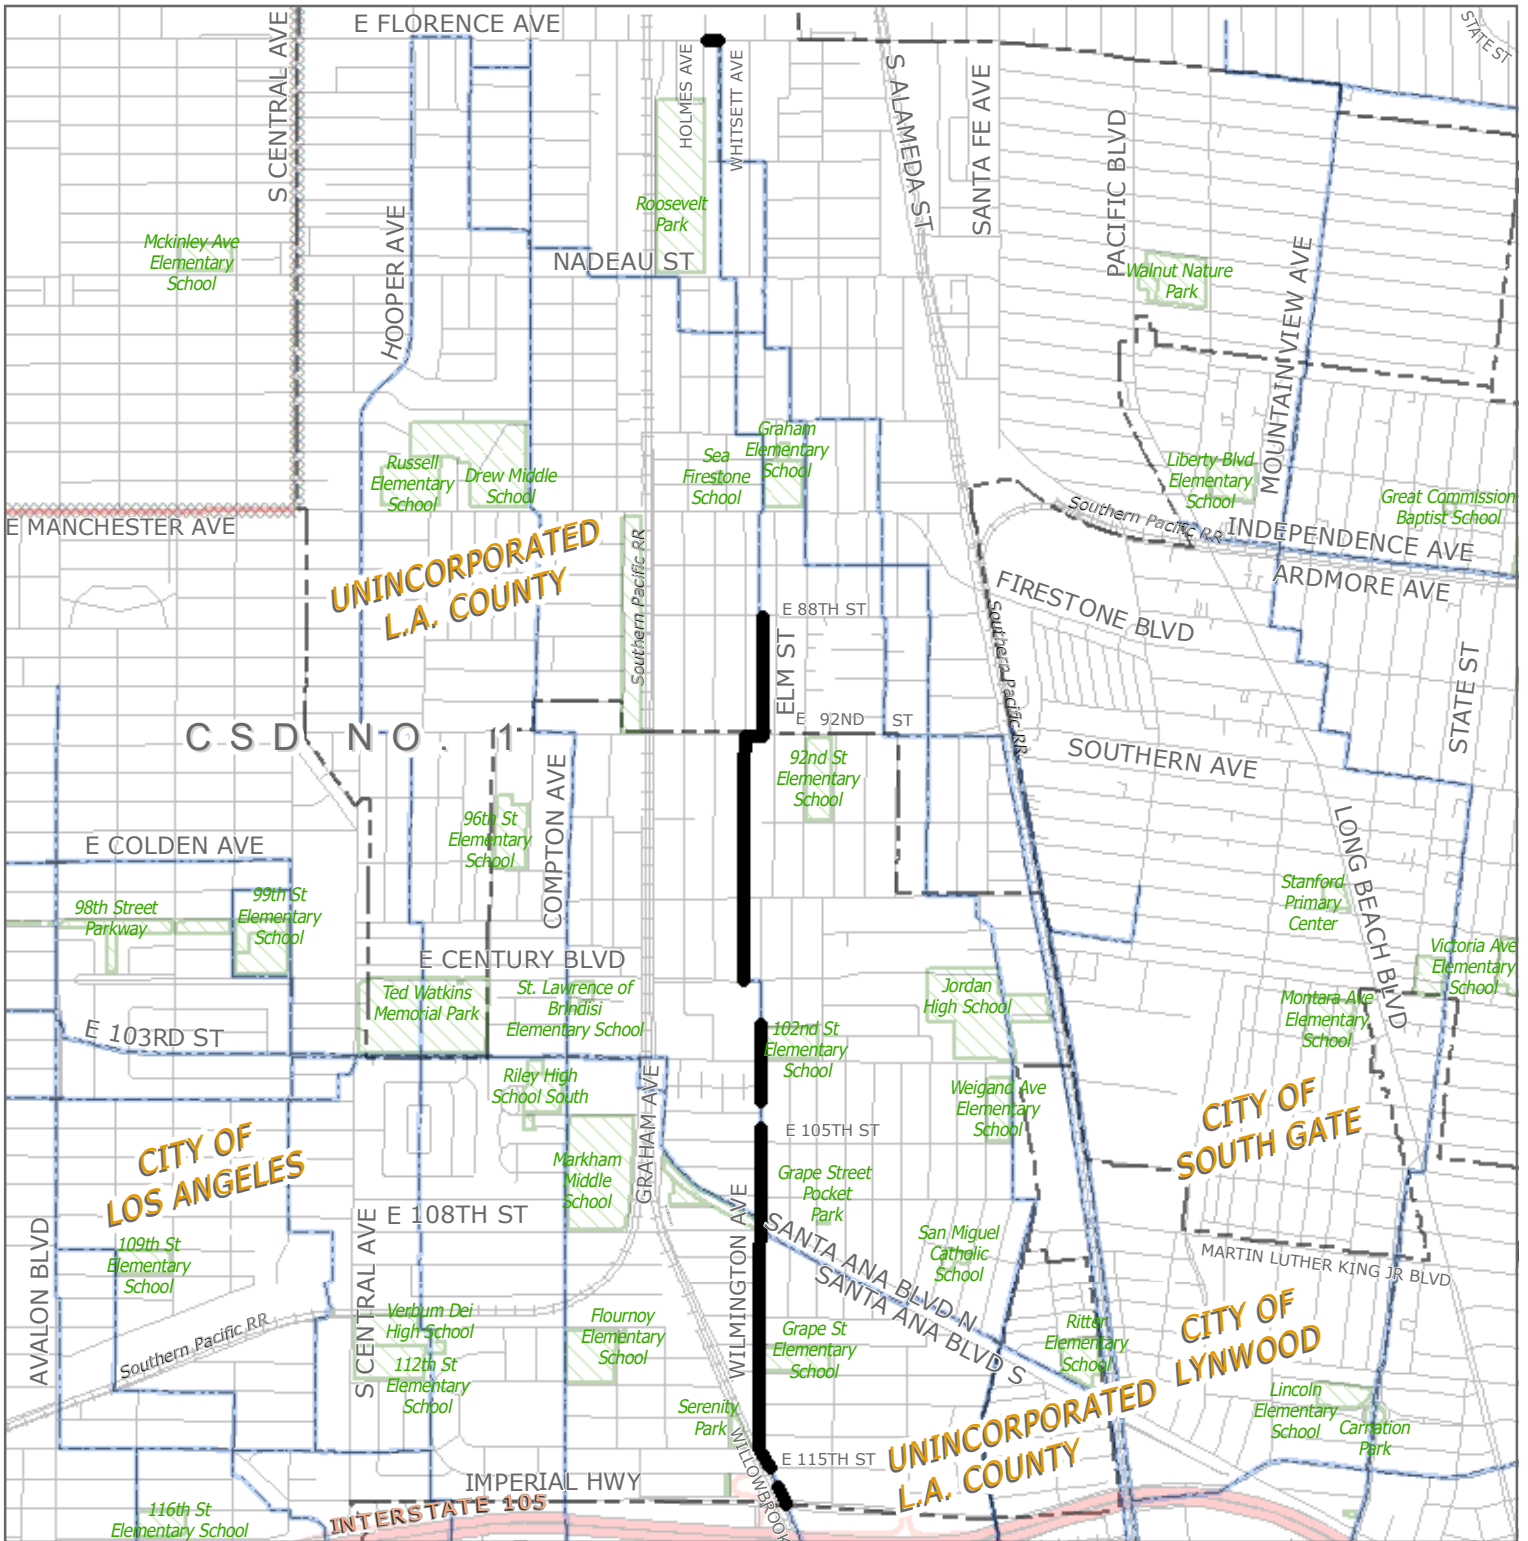 E FLORENCE AVE
STATE ST
S CENTRAL AVE
HOLMES AVE
WHITSETT AVE
S ALAMEDA ST
SANTA FE AVE
PACIFIC BLVD
Roosevelt
Park
Mckinley Ave
Elementary
School
HOOPER AVE
NADEAU ST
Walnut Nature
Park
MOUNTAIN VIEW AVE
Russell
Elementary
School
Drew Middle
School
Sea
Firestone
School
Graham
Elementary
School
Liberty Blvd
Elementary
School
Great Commission
Baptist School
E MANCHESTER AVE
Southern Pacific RR
INDEPENDENCE AVE
ARDMORE AVE
UNINCORPORATED
L.A. COUNTY
Southern Pacific RR
E 88TH ST
ELM ST
FIRESTONE BLVD
Southern Pacific RR
STATE ST
CSD NO. 1
E 92ND ST
92nd St
Elementary
School
SOUTHERN AVE
96th St
Elementary
School
COMPTON AVE
E COLDEN AVE
LONG BEACH BLVD
98th Street
Parkway
99th St
Elementary
School
Stanford
Primary
Center
E CENTURY BLVD
Victoria Ave
Elementary
School
Ted Watkins
Memorial Park
St. Lawrence of
Brindisi
Elementary School
Jordan
High School
Montara Ave
Elementary
School
E 103RD ST
102nd St
Elementary
School
Riley High
School South
GRAHAM AVE
Weigand Ave
Elementary
School
CITY OF
SOUTH GATE
CITY OF
LOS ANGELES
E 105TH ST
Markham
Middle
School
Grape Street
Pocket
Park
WILMINGTON AVE
E 108TH ST
AVALON BLVD
109th St
Elementary
School
S CENTRAL AVE
SANTA ANA BLVD N
SANTA ANA BLVD S
San Miguel
Catholic
School
MARTIN LUTHER KING JR BLVD
CITY OF
LYNWOOD
Southern Pacific RR
Verbum Dei
High School
112th St
Elementary
School
Flournoy
Elementary
School
Grape St
Elementary
School
Ritter
Elementary
School
Serenity
Park
UNINCORPORATED
L.A. COUNTY
Lincoln
Elementary
School
Carnation
Park
WILLOWBROOK
E 115TH ST
IMPERIAL HWY
INTERSTATE 105
116th St
Elementary School